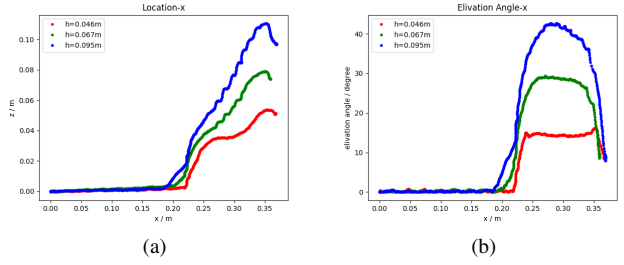 Location-x
h=0.046m
h=0.067m
h=0.095m
z / m
0.10
0.08
0.06
0.04
0.02
0.00
0.00 0.05 0.10 0.15 0.20 0.25 0.30 0.35
x / m
(a)
Elivation Angle-x
h=0.046m
h=0.067m
h=0.095m
elivation angle / degree
40
30
20
10
0
0.00 0.05 0.10 0.15 0.20 0.25 0.30 0.35
x / m
(b)